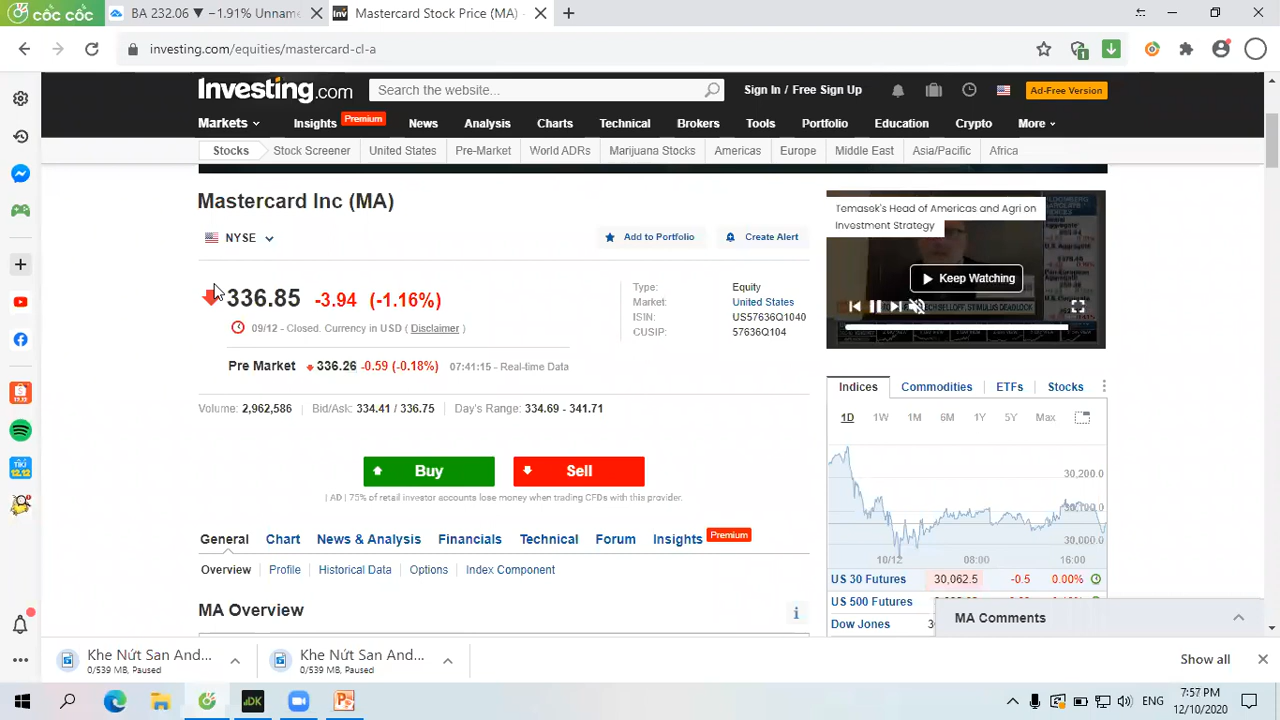 cốc cốc
BA 232.06 ▼ −1.91% Unname
Inv Mastercard Stock Price (MA) -
investing.com/equities/mastercard-cl-a
Investing.com
Search the website...
Sign In / Free Sign Up
Ad-Free Version
Markets
Insights
Premium
News
Analysis
Charts
Technical
Brokers
Tools
Portfolio
Education
Crypto
More
Stocks
Stock Screener
United States
Pre-Market
World ADRs
Marijuana Stocks
Americas
Europe
Middle East
Asia/Pacific
Africa
Mastercard Inc (MA)
NYSE
Add to Portfolio
Create Alert
336.85 -3.94 (-1.16%)
09/12 - Closed. Currency in USD ( Disclaimer )
Type: Equity
Market: United States
ISIN: US57636Q1040
CUSIP: 57636Q104
Pre Market 336.26 -0.59 (-0.18%) 07:41:15 - Real-time Data
Volume: 2,962,586 Bid/Ask: 334.41 / 336.75 Day's Range: 334.69 - 341.71
Buy
Sell
[ AD ] 75% of retail investor accounts lose money when trading CFDs with this provider.
General
Chart
News & Analysis
Financials
Technical
Forum
Insights
Premium
Overview
Profile
Historical Data
Options
Index Component
MA Overview
Temasek's Head of Americas and Agri on
Investment Strategy
Keep Watching
Indices
Commodities
ETFs
Stocks
1D 1W 1M 6M 1Y 5Y Max
30,200.0
30,100.0
30,000.0
10/12 08:00 16:00
US 30 Futures 30,062.5 -0.5 0.00%
US 500 Futures
Dow Jones
MA Comments
Khe Nứt San And...
0/539 MB, Paused
Khe Nứt San And...
0/539 MB, Paused
Show all
DK
ENG
7:57 PM
12/10/2020